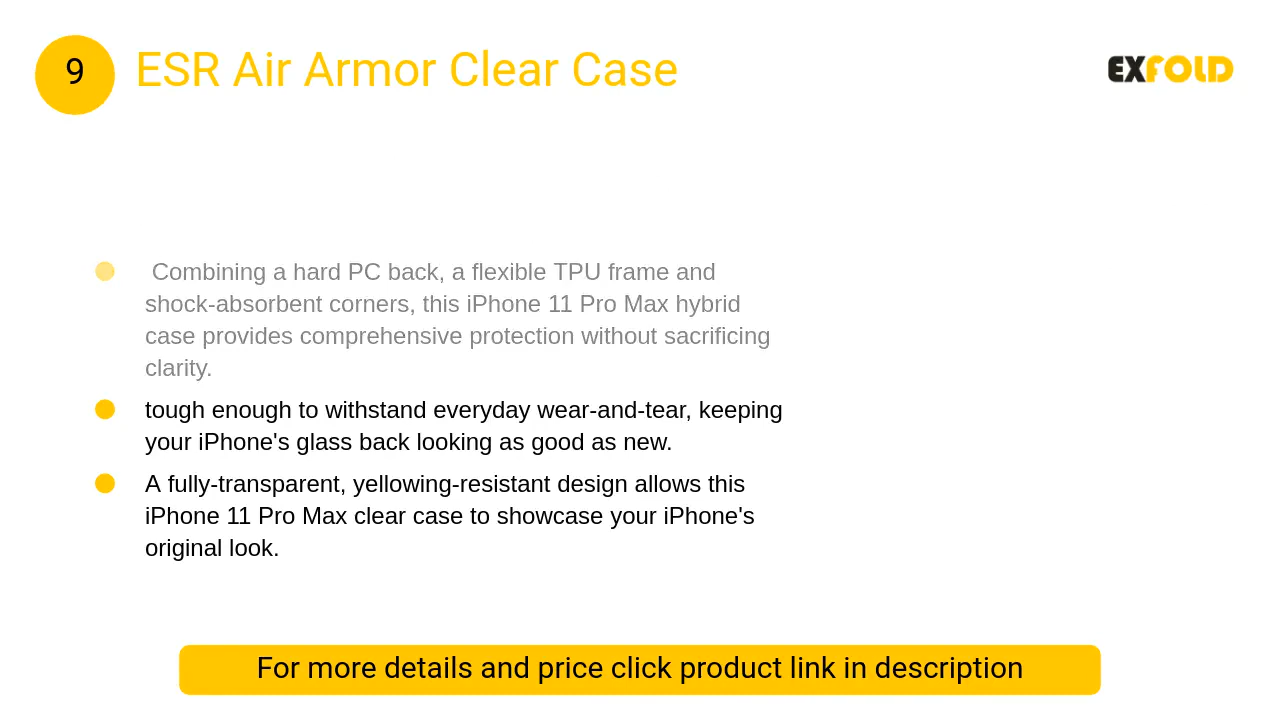 9
ESR Air Armor Clear Case
EXFOLD
Combining a hard PC back, a flexible TPU frame and
shock-absorbent corners, this iPhone 11 Pro Max hybrid
case provides comprehensive protection without sacrificing
clarity.
tough enough to withstand everyday wear-and-tear, keeping
your iPhone's glass back looking as good as new.
A fully-transparent, yellowing-resistant design allows this
iPhone 11 Pro Max clear case to showcase your iPhone's
original look.
For more details and price click product link in description